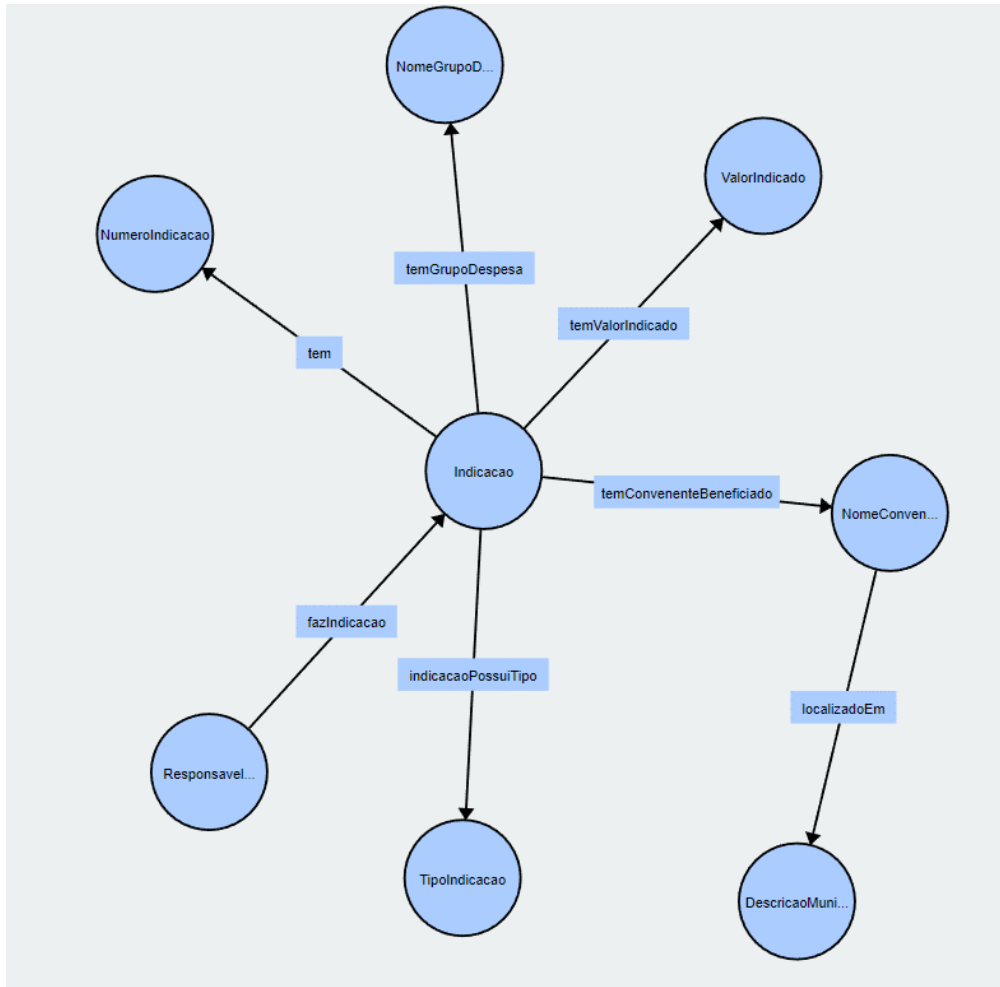 NomeGrupoD...
ValorIndicado
NumeroIndicacao
temGrupoDespesa
temValorIndicado
tem
Indicacao
temConvenenteBeneficiado
NomeConven...
fazIndicacao
indicacaoPossuiTipo
localizadoEm
Responsavel...
TipoIndicacao
DescricaoMuni...